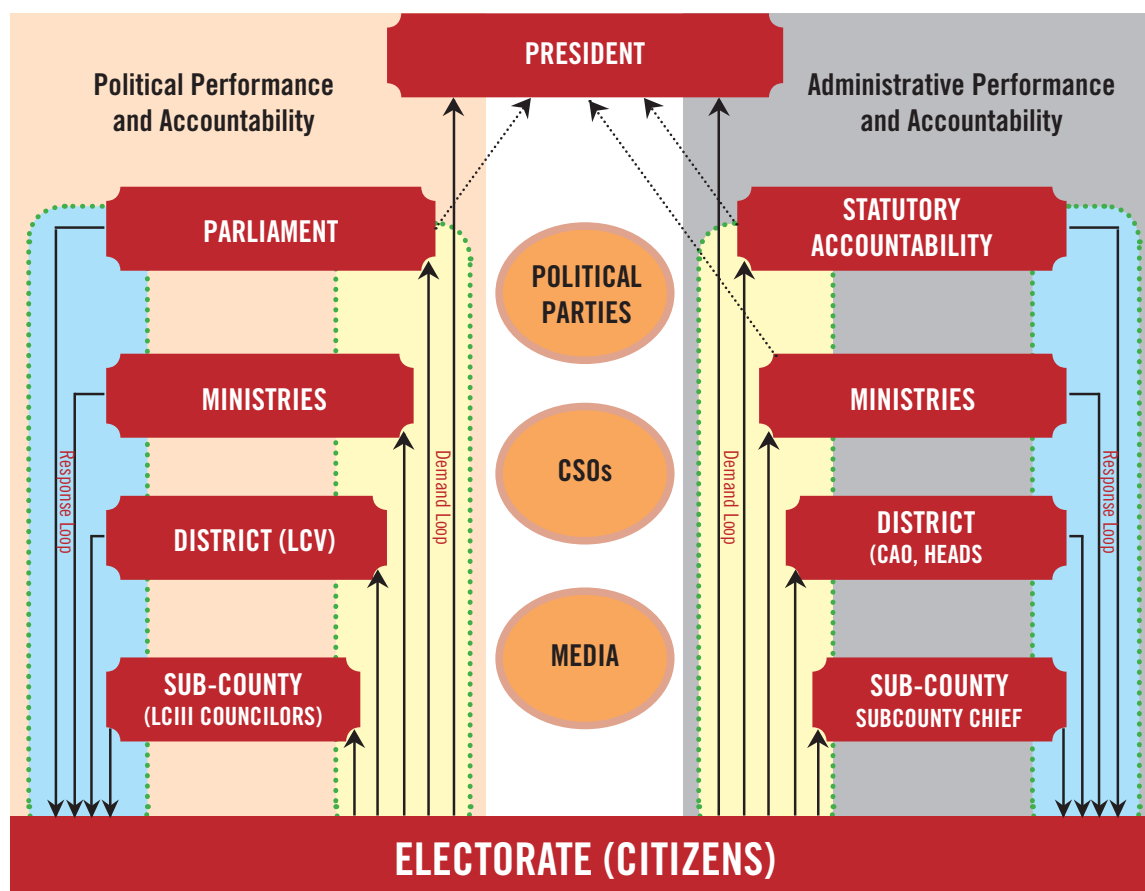 PRESIDENT
Political Performance
and Accountability
Administrative Performance
and Accountability
PARLIAMENT
STATUTORY
ACCOUNTABILITY
POLITICAL
PARTIES
MINISTRIES
MINISTRIES
Response Loop
Demand Loop
CSOs
Demand Loop
Response Loop
DISTRICT (LCV)
DISTRICT
(CAO, HEADS
MEDIA
SUB-COUNTY
(LCIII COUNCILORS)
SUB-COUNTY
SUBCOUNTY CHIEF
ELECTORATE (CITIZENS)